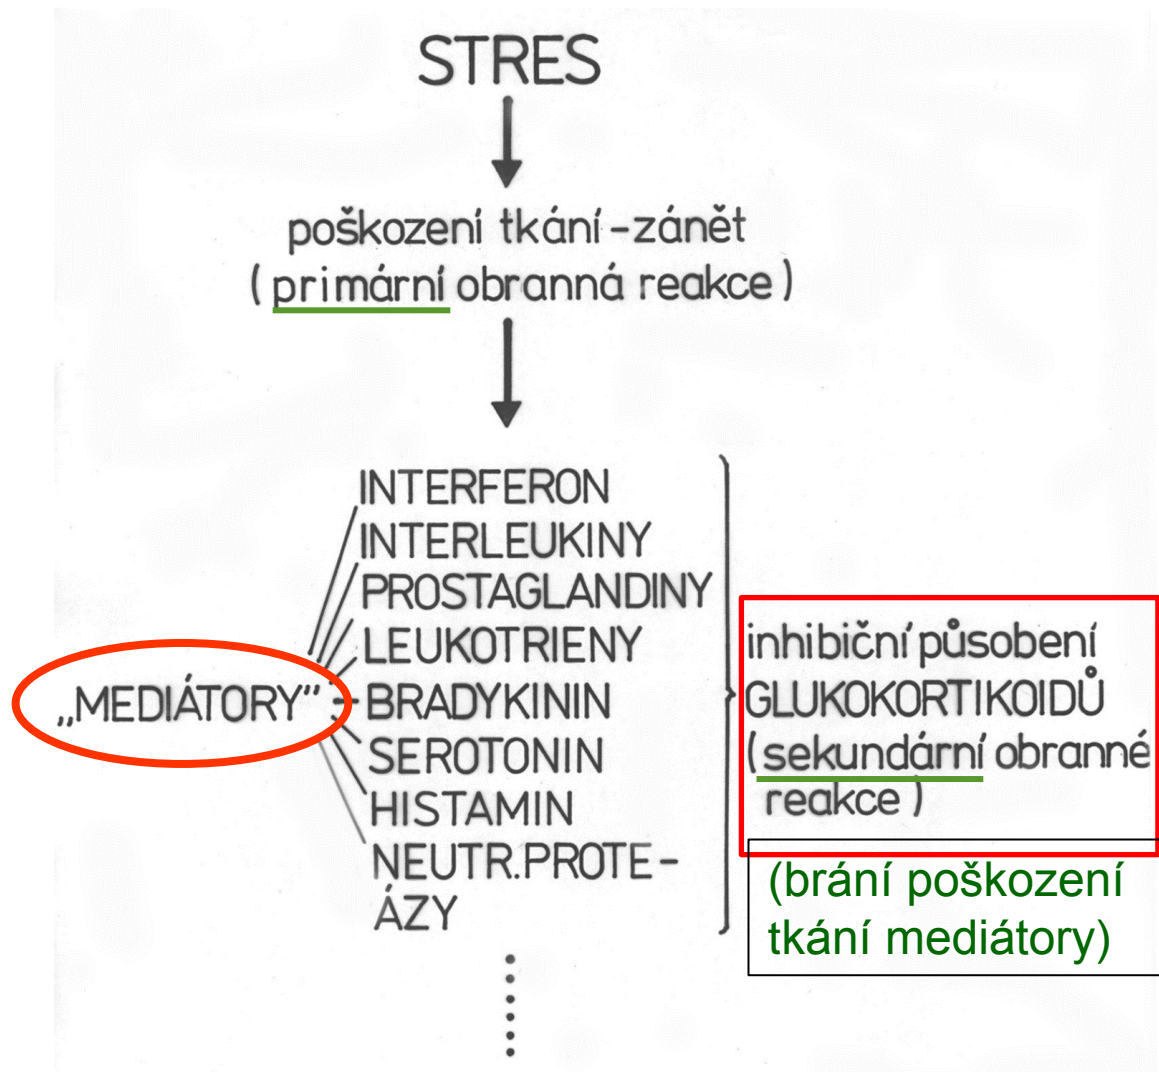 STRES
poškození tkání-zánět
(primární obranná reakce)
INTERFERON
INTERLEUKINY
PROSTAGLANDINY
LEUKOTRIENY
„MEDIÁTORY"
BRADYKININ
SEROTONIN
HISTAMIN
NEUTR.PROTE-
ÁZY
inhibiční působení
GLUKOKORTIKOIDŮ
(sekundární obranné
reakce)
(brání poškození
tkání mediátory)